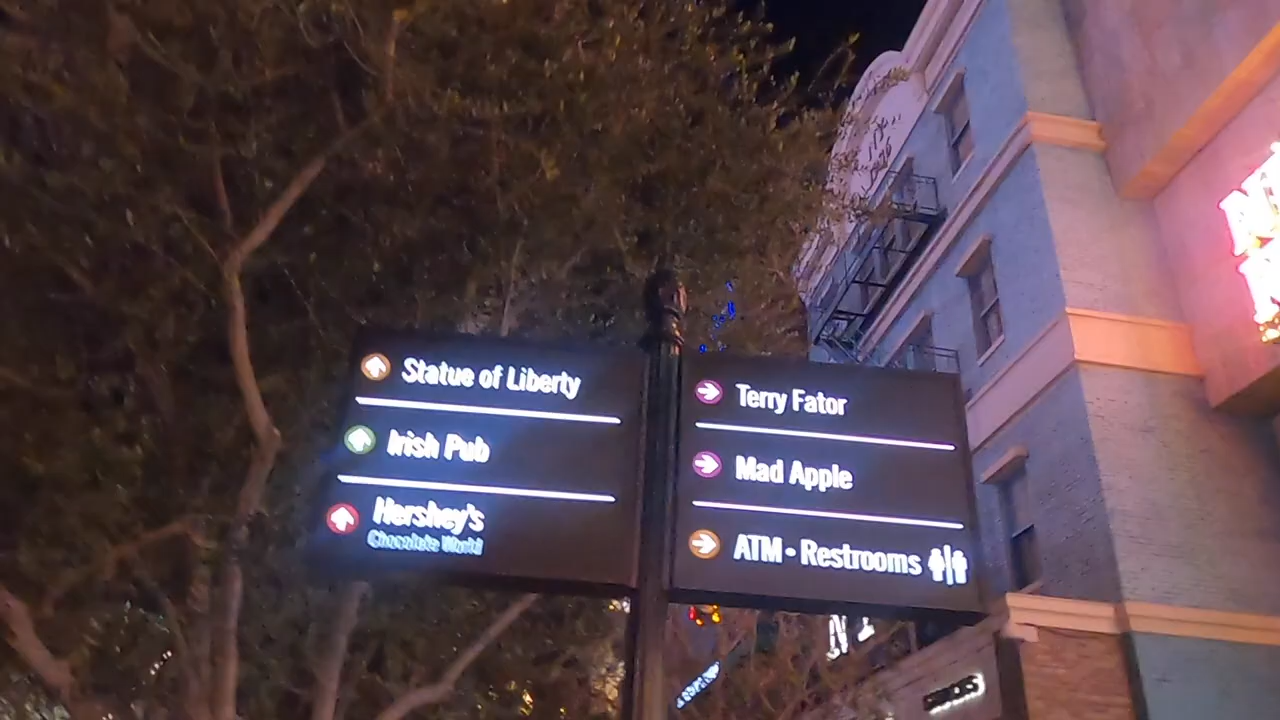 Statue of Liberty
Irish Pub
Hershey's
Chocolate World
Terry Fator
Mad Apple
ATM • Restrooms